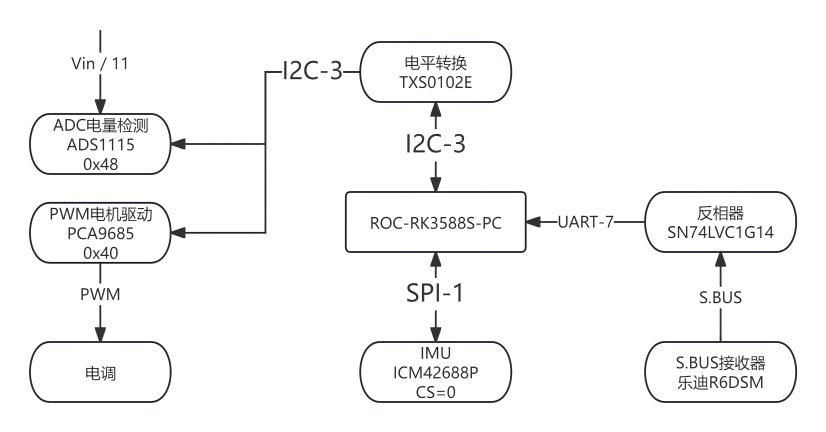 Vin / 11
I2C-3
电平转换
TXS0102E
ADC电量检测
ADS1115
0x48
I2C-3
PWM电机驱动
PCA9685
0x40
ROC-RK3588S-PC
UART-7
反相器
SN74LVC1G14
PWM
SPI-1
S.BUS
电调
IMU
ICM42688P
CS=0
S.BUS接收器
乐迪R6DSM